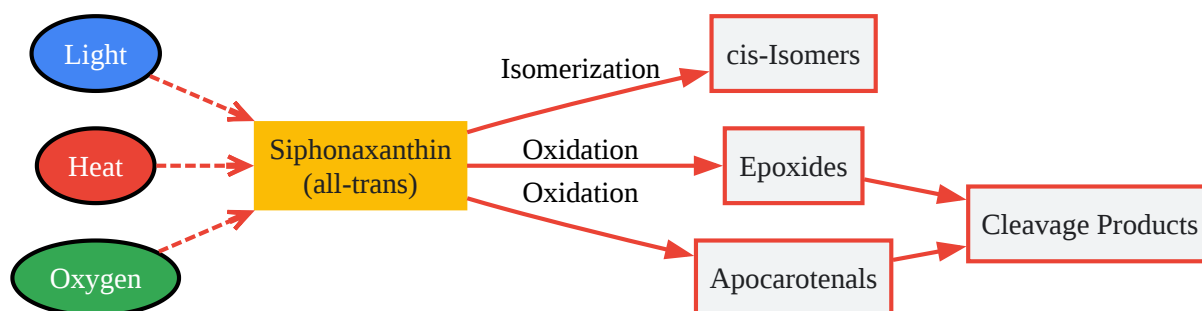 Light
Heat
Oxygen
Siphonaxanthin
(all-trans)
Isomerization
Oxidation
Oxidation
cis-Isomers
Epoxides
Apocarotenals
Cleavage Products